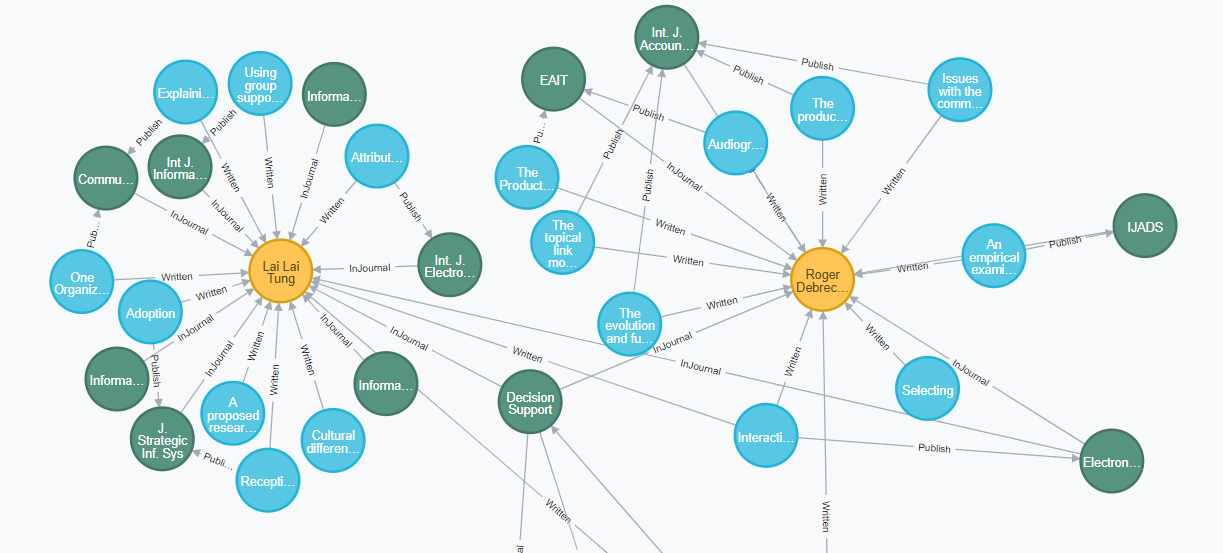 Int. J.
Accoun…
Using
group
suppo…
Explaini…
Informa…
EAIT
Publish
Publish
Issues
with the
comm…
The
produc…
Publish
Publish
Publish
Pu…
Publish
Audiogr…
Attribut…
Int J.
Informa…
Commu…
Written
Written
InJournal
The
Product…
InJournal
Publish
Written
Written
Written
Written
Publish
InJournal
InJournal
Written
The
topical
link
mo…
Written
IJADS
Pub…
Int. J.
Electro…
An
empirical
exami…
Publish
Lai Lai
Tung
InJournal
Written
Roger
Debrec…
Written
One
Organiz…
Written
Adoption
Written
The
evolution
and fu…
Written
InJournal
InJournal
InJournal
InJournal
Written
Written
Written
InJournal
InJournal
Written
InJournal
Written
Publish
Written
Informa…
Informa…
Decision
Support
Selecting
A
proposed
resear…
J.
Strategic
Inf. Sys
Cultural
differen…
Interacti…
Publish
Electron…
Publi…
Recepti…
Written
Written
al